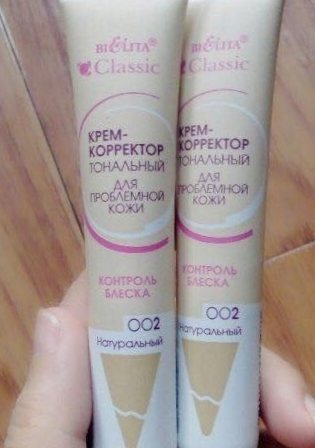 BIELITA
Classic
КРЕМ-
КОРРЕКТОР
ТОНАЛЬНЫЙ
ДЛЯ
ПРОБЛЕМНОЙ
КОЖИ
КОНТРОЛЬ
БЛЕСКА
002
Натуральный
BIELITA
Classic
КРЕМ-
КОРРЕКТОР
ТОНАЛЬНЫЙ
ДЛЯ
ПРОБЛЕМНОЙ
КОЖИ
КОНТРОЛЬ
БЛЕСКА
002
Натуральный